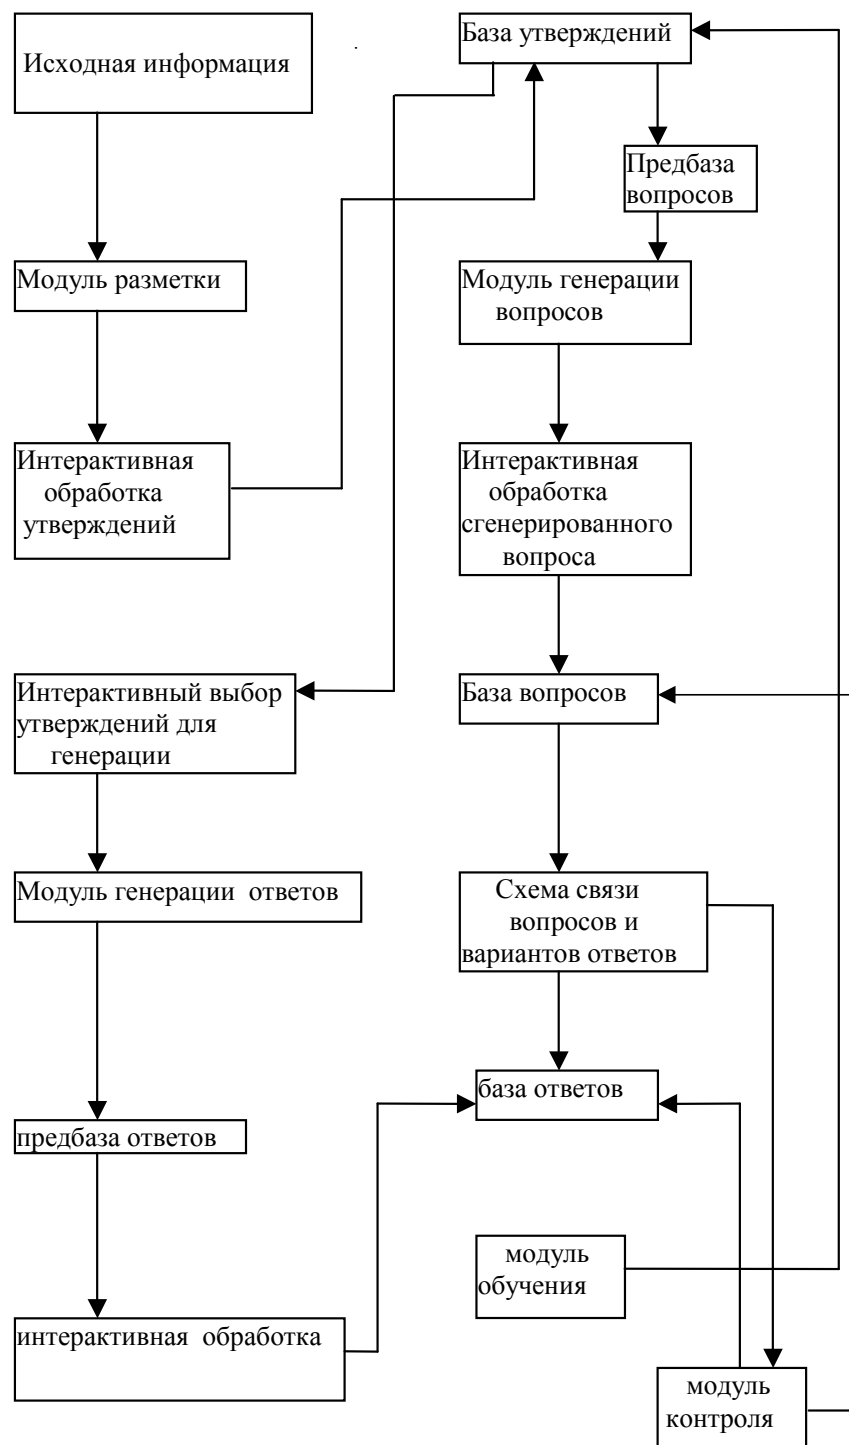 Исходная информация
База утверждений
Предбаза
вопросов
Модуль разметки
Модуль генерации
вопросов
Интерактивная
обработка
утверждений
Интерактивная
обработка
сгенерированного
вопроса
Интерактивный выбор
утверждений для
генерации
База вопросов
Модуль генерации ответов
Схема связи
вопросов и
вариантов ответов
база ответов
предбаза ответов
модуль
обучения
интерактивная обработка
модуль
контроля